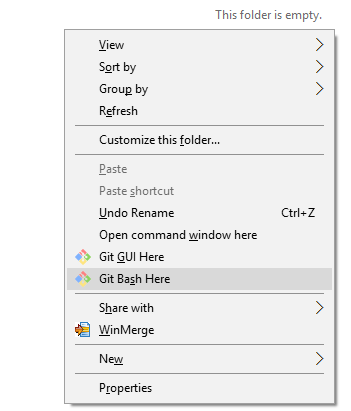 This folder is empty.
View
Sort by
Group by
Refresh
Customize this folder...
Paste
Paste shortcut
Undo Rename Ctrl+Z
Open command window here
Git GUI Here
Git Bash Here
Share with
WinMerge
New
Properties